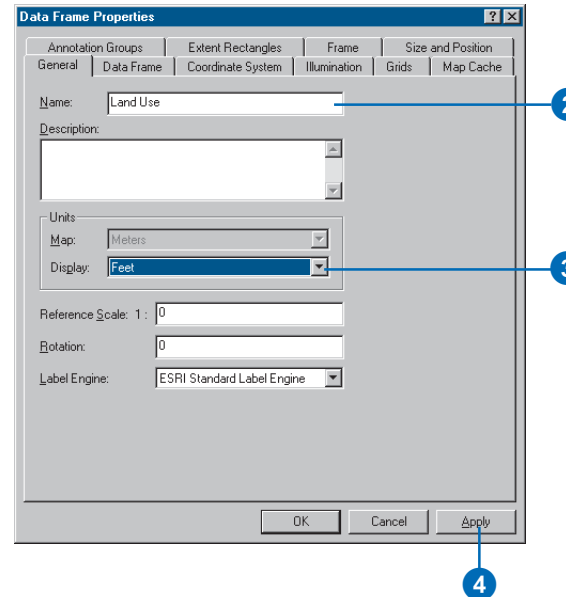 Data Frame Properties
Annotation Groups Extent Rectangles Frame Size and Position
General Data Frame Coordinate System Illumination Grids Map Cache
Name: Land Use
2
Description:
Units
Map: Meters
Display: Feet
3
Reference Scale: 1 : 0
Rotation: 0
Label Engine: ESRI Standard Label Engine
OK Cancel Apply
4